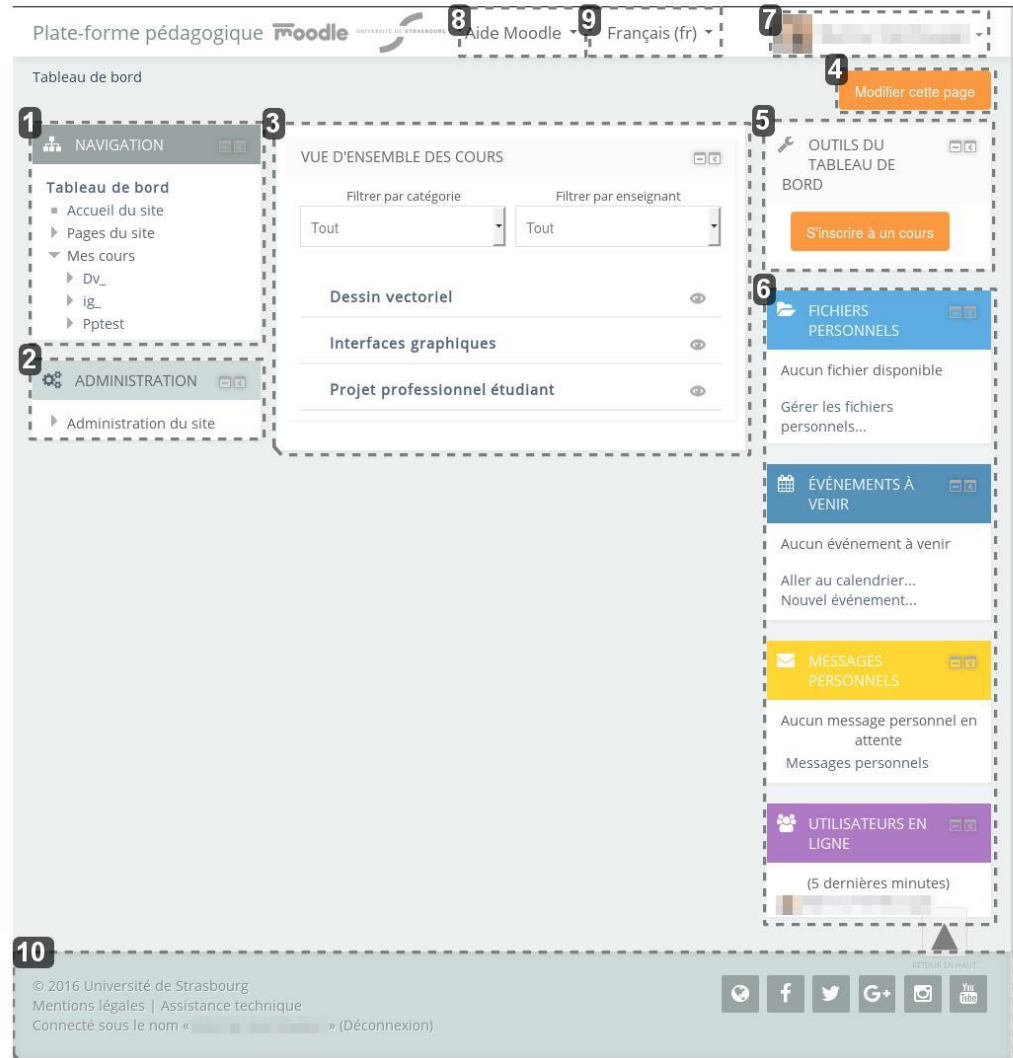 Plate-forme pédagogique moodle UNIVERSITÉ DE STRASBOURG
8 Aide Moodle
9 Français (fr)
7
Tableau de bord
4 Modifier cette page
1 NAVIGATION
Tableau de bord
Accueil du site
Pages du site
Mes cours
Dv_
ig_
Pptest
2 ADMINISTRATION
Administration du site
3
VUE D'ENSEMBLE DES COURS
Filtrer par catégorie Filtrer par enseignant
Tout Tout
Dessin vectoriel
Interfaces graphiques
Projet professionnel étudiant
5 OUTILS DU
TABLEAU DE
BORD
S'inscrire à un cours
6 FICHIERS
PERSONNELS
Aucun fichier disponible
Gérer les fichiers
personnels...
ÉVÉNEMENTS À
VENIR
Aucun événement à venir
Aller au calendrier...
Nouvel événement...
MESSAGES
PERSONNELS
Aucun message personnel en
attente
Messages personnels
UTILISATEURS EN
LIGNE
(5 dernières minutes)
RETOUR EN HAUT
10
© 2016 Université de Strasbourg
Mentions légales | Assistance technique
Connecté sous le nom « » (Déconnexion)
f G+ You Tube